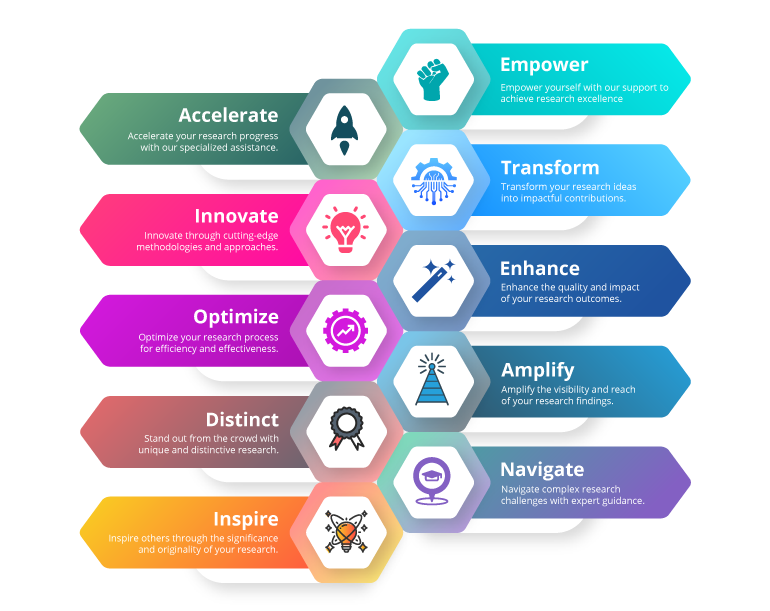 Empower
Empower yourself with our support to
achieve research excellence
Accelerate
Accelerate your research progress
with our specialized assistance.
Transform
Transform your research ideas
into impactful contributions.
Innovate
Innovate through cutting-edge
methodologies and approaches.
Enhance
Enhance the quality and impact
of your research outcomes.
Optimize
Optimize your research process
for efficiency and effectiveness.
Amplify
Amplify the visibility and reach
of your research findings.
Distinct
Stand out from the crowd with
unique and distinctive research.
Navigate
Navigate complex research
challenges with expert guidance.
Inspire
Inspire others through the significance
and originality of your research.